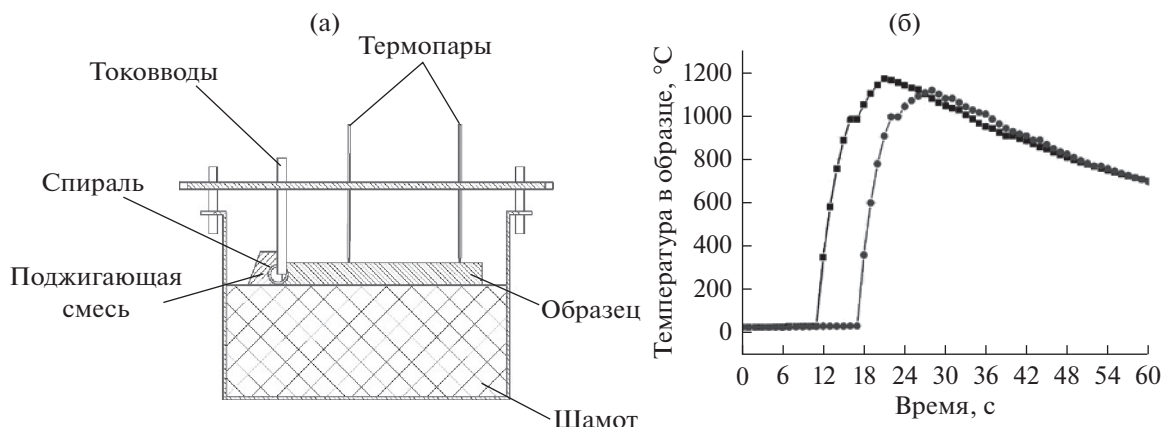 (а)
Термопары
Тоководы
Спираль
Поджигающая
смесь
Образец
Шамот
(б)
Температура в образце, °C
1200
1000
800
600
400
200
0
0 6 12 18 24 30 36 42 48 54 60
Время, с